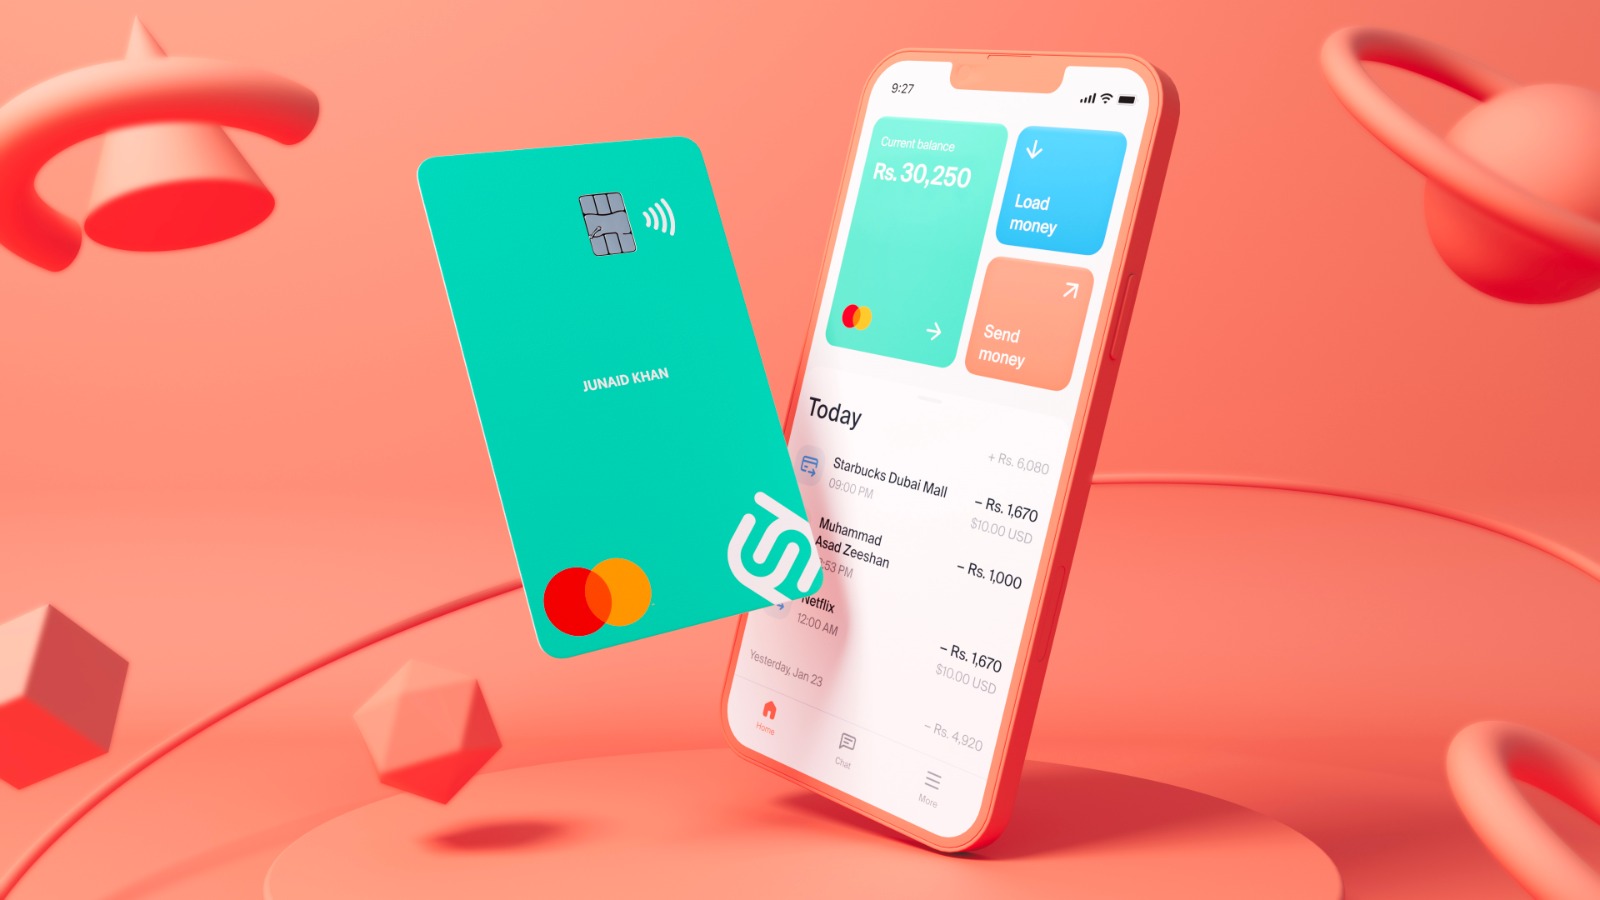 JUNAID KHAN
9:27
Current balance
Rs. 30,250
Load
money
Send
money
Today
+ Rs. 6,080
Starbucks Dubai Mall
09:00 PM
– Rs. 1,670
$10.00 USD
Muhammad
Asad Zeeshan
:53 PM
– Rs. 1,000
Netflix
12:00 AM
– Rs. 1,670
$10.00 USD
Yesterday, Jan 23
– Rs. 4,920
Home
Chat
More